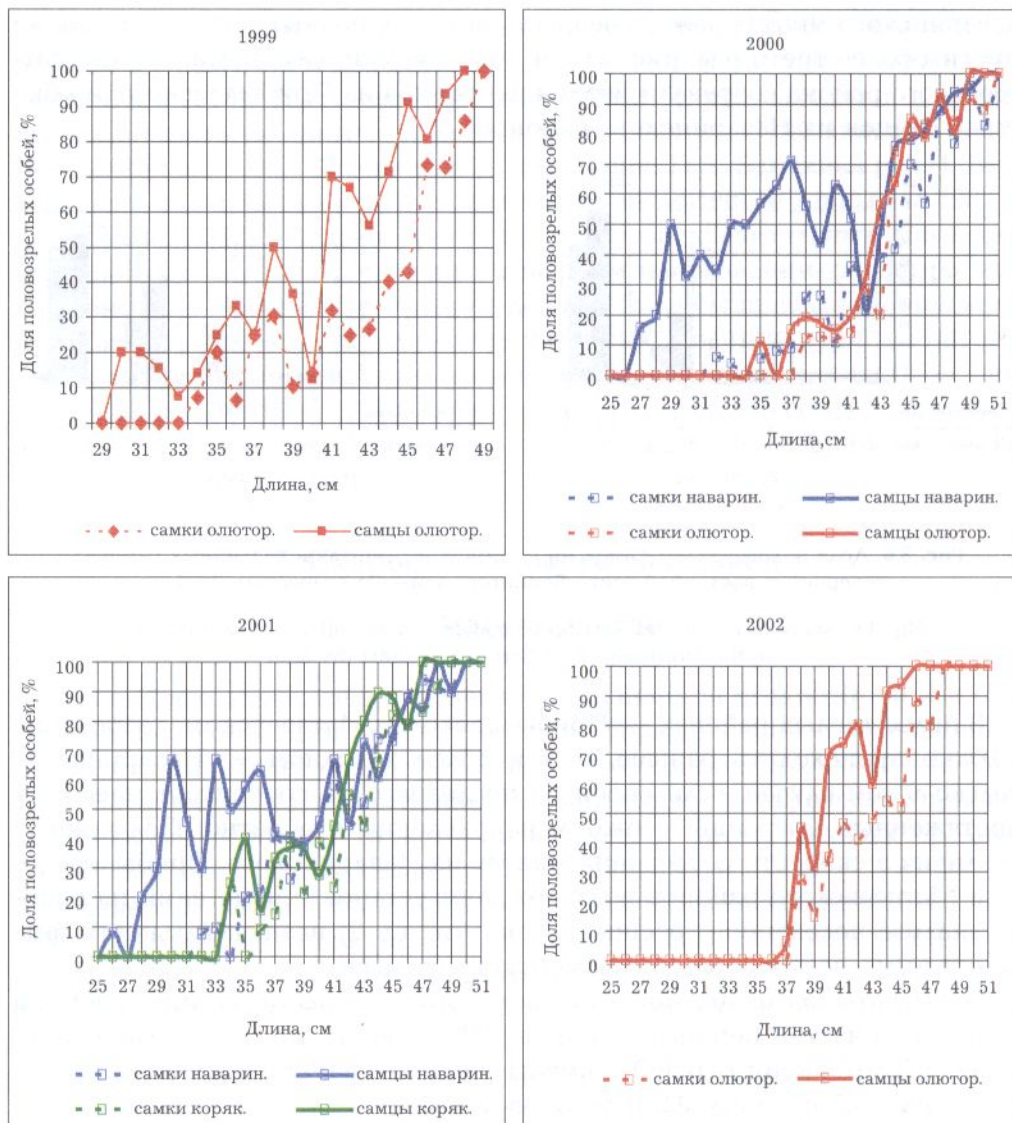 1999
Доля половозрелых особей, %
100
90
80
70
60
50
40
30
20
10
0
29 31 33 35 37 39 41 43 45 47 49
Длина, см
самки олютор. самцы олютор.
2000
Доля половозрелых особей, %
100
90
80
70
60
50
40
30
20
10
0
25 27 29 31 33 35 37 39 41 43 45 47 49 51
Длина,см
самки наварин. самцы наварин.
самки олютор. самцы олютор.
2001
Доля половозрелых особей, %
100
90
80
70
60
50
40
30
20
10
0
25 27 29 31 33 35 37 39 41 43 45 47 49 51
Длина, см
самки наварин. самцы наварин.
самки коряк. самцы коряк.
2002
Доля половозрелых особей, %
100
90
80
70
60
50
40
30
20
10
0
25 27 29 31 33 35 37 39 41 43 45 47 49 51
Длина, см
самки олютор. самцы олютор.